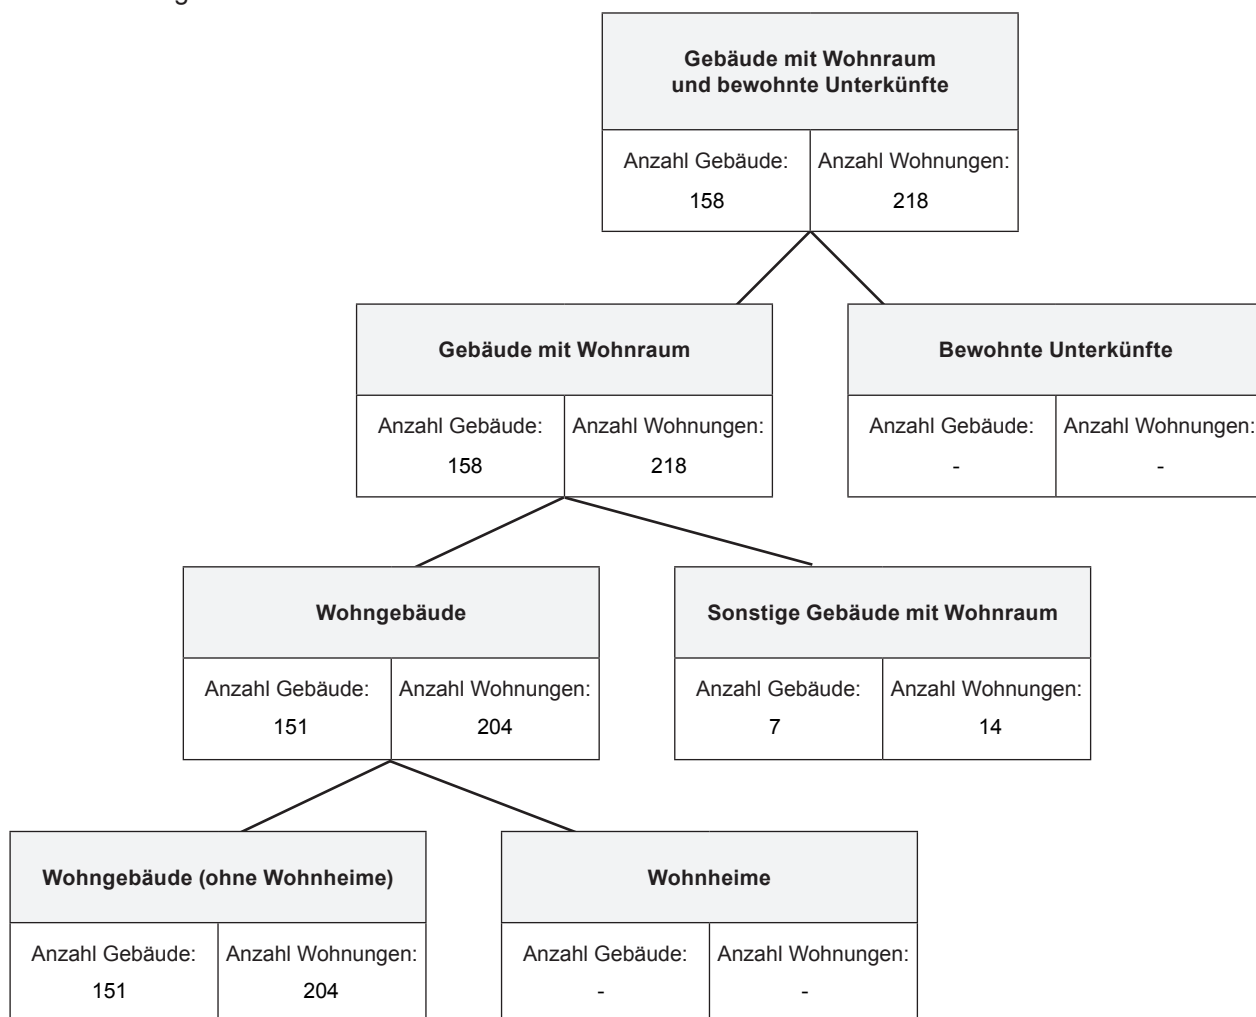 Gebäude mit Wohnraum
und bewohnte Unterkünfte
Anzahl Gebäude:
158
Anzahl Wohnungen:
218
Gebäude mit Wohnraum
Anzahl Gebäude:
158
Anzahl Wohnungen:
218
Bewohnte Unterkünfte
Anzahl Gebäude:
-
Anzahl Wohnungen:
-
Wohngebäude
Anzahl Gebäude:
151
Anzahl Wohnungen:
204
Sonstige Gebäude mit Wohnraum
Anzahl Gebäude:
7
Anzahl Wohnungen:
14
Wohngebäude (ohne Wohnheime)
Anzahl Gebäude:
151
Anzahl Wohnungen:
204
Wohnheime
Anzahl Gebäude:
-
Anzahl Wohnungen:
-